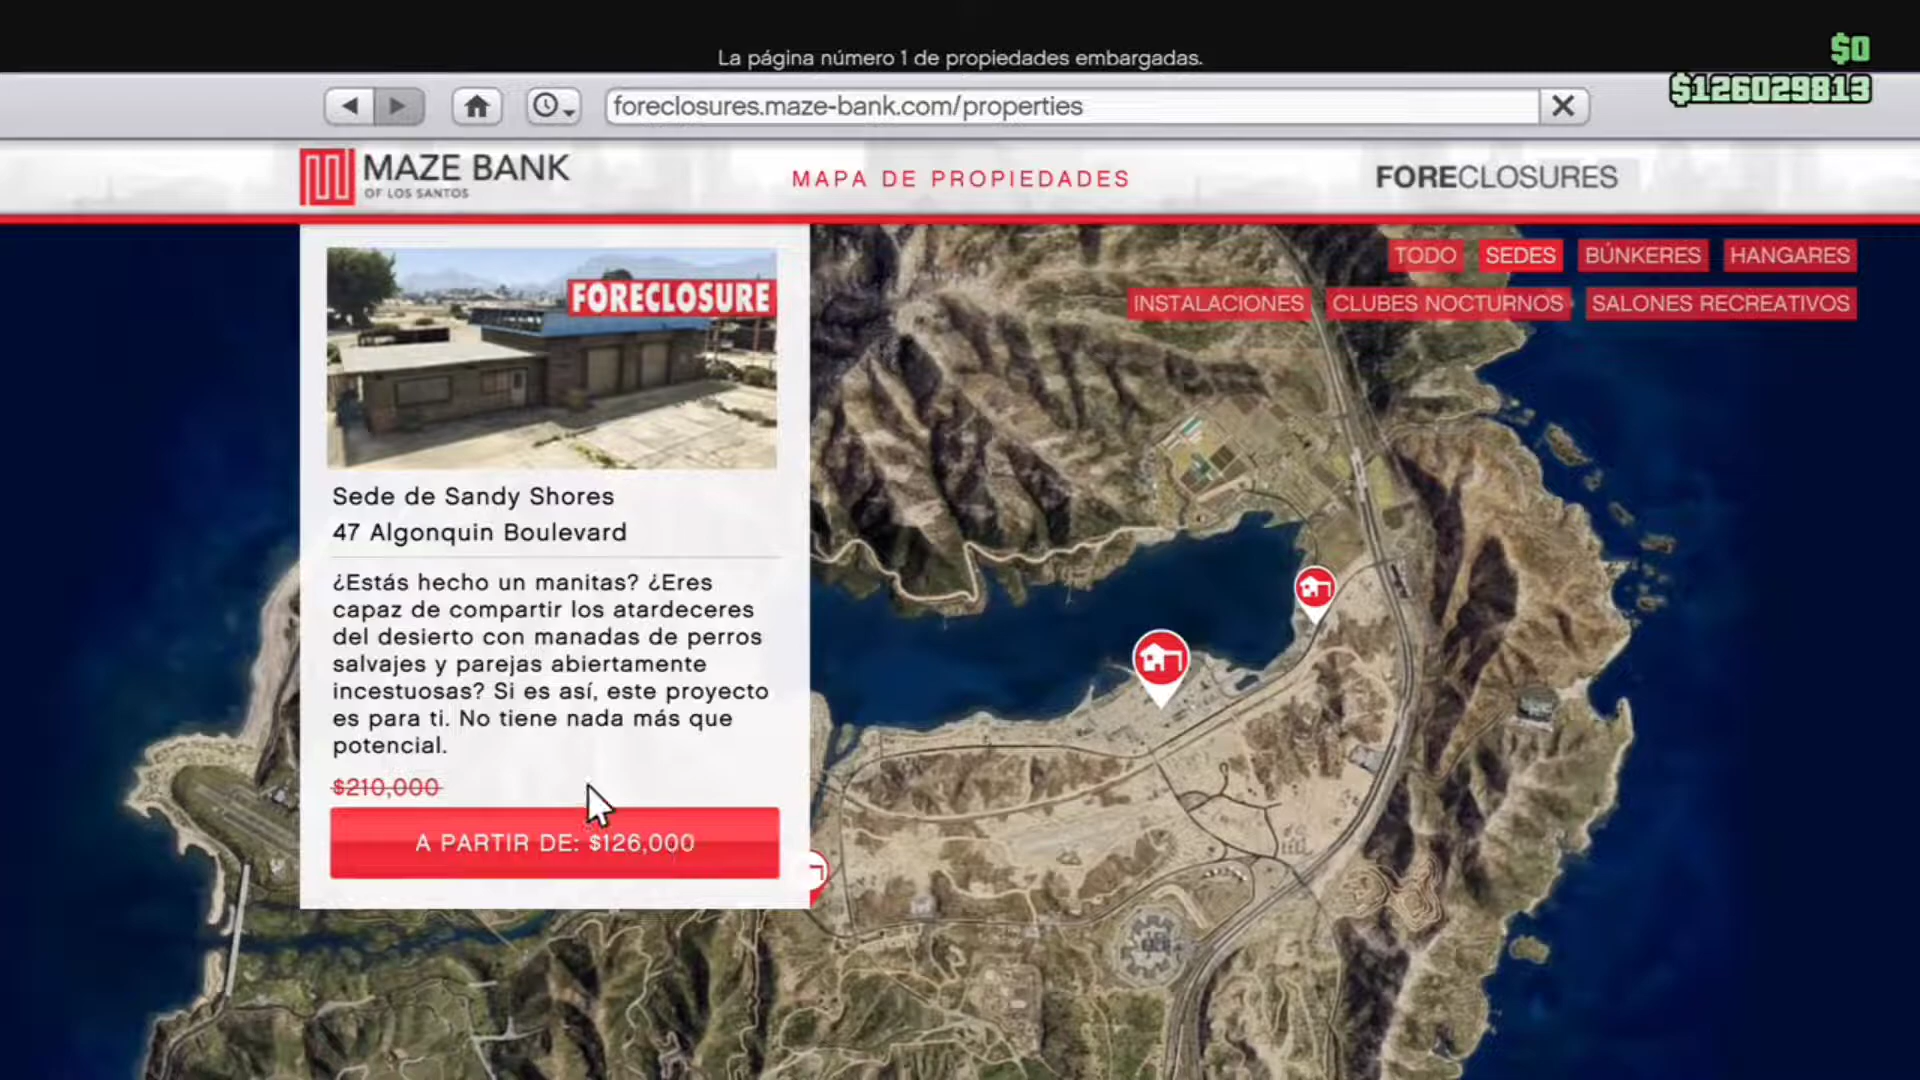 La página número 1 de propiedades embargadas.
$0
$126029813
foreclosures.maze-bank.com/properties
MAZE BANK
OF LOS SANTOS
MAPA DE PROPIEDADES
FORECLOSURES
TODO
SEDES
BÚNKERES
HANGARES
INSTALACIONES
CLUBES NOCTURNOS
SALONES RECREATIVOS
FORECLOSURE
Sede de Sandy Shores
47 Algonquin Boulevard
¿Estás hecho un manitas? ¿Eres
capaz de compartir los atardeceres
del desierto con manadas de perros
salvajes y parejas abiertamente
incestuosas? Si es así, este proyecto
es para ti. No tiene nada más que
potencial.
$210,000
A PARTIR DE: $126,000